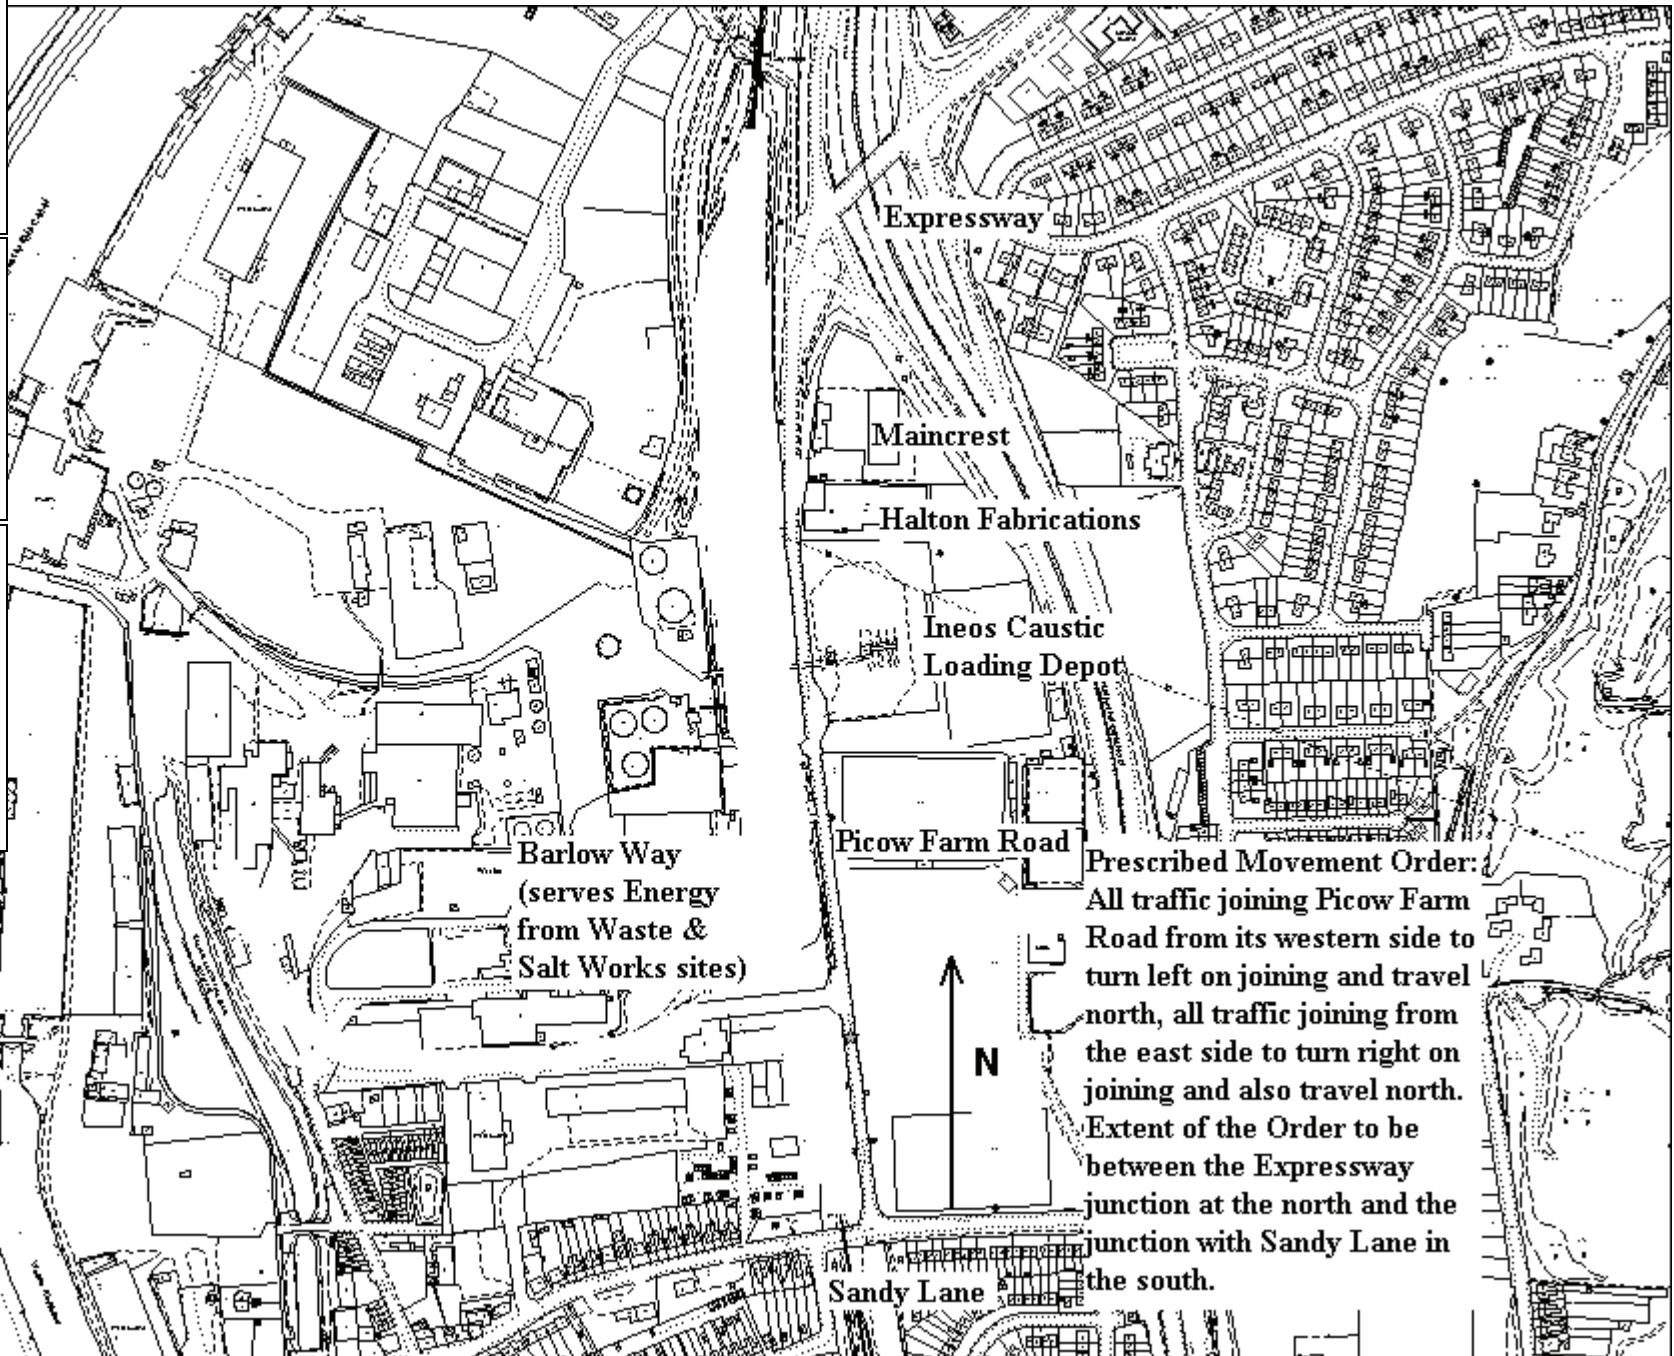 Expressway
Maincrest
Halton Fabrications
Ineos Caustic
Loading Depot
Picow Farm Road
Barlow Way
(serves Energy
from Waste &
Salt Works sites)
Prescribed Movement Order:
All traffic joining Picow Farm
Road from its western side to
turn left on joining and travel
north, all traffic joining from
the east side to turn right on
joining and also travel north.
Extent of the Order to be
between the Expressway
junction at the north and the
junction with Sandy Lane in
the south.
N
Sandy Lane